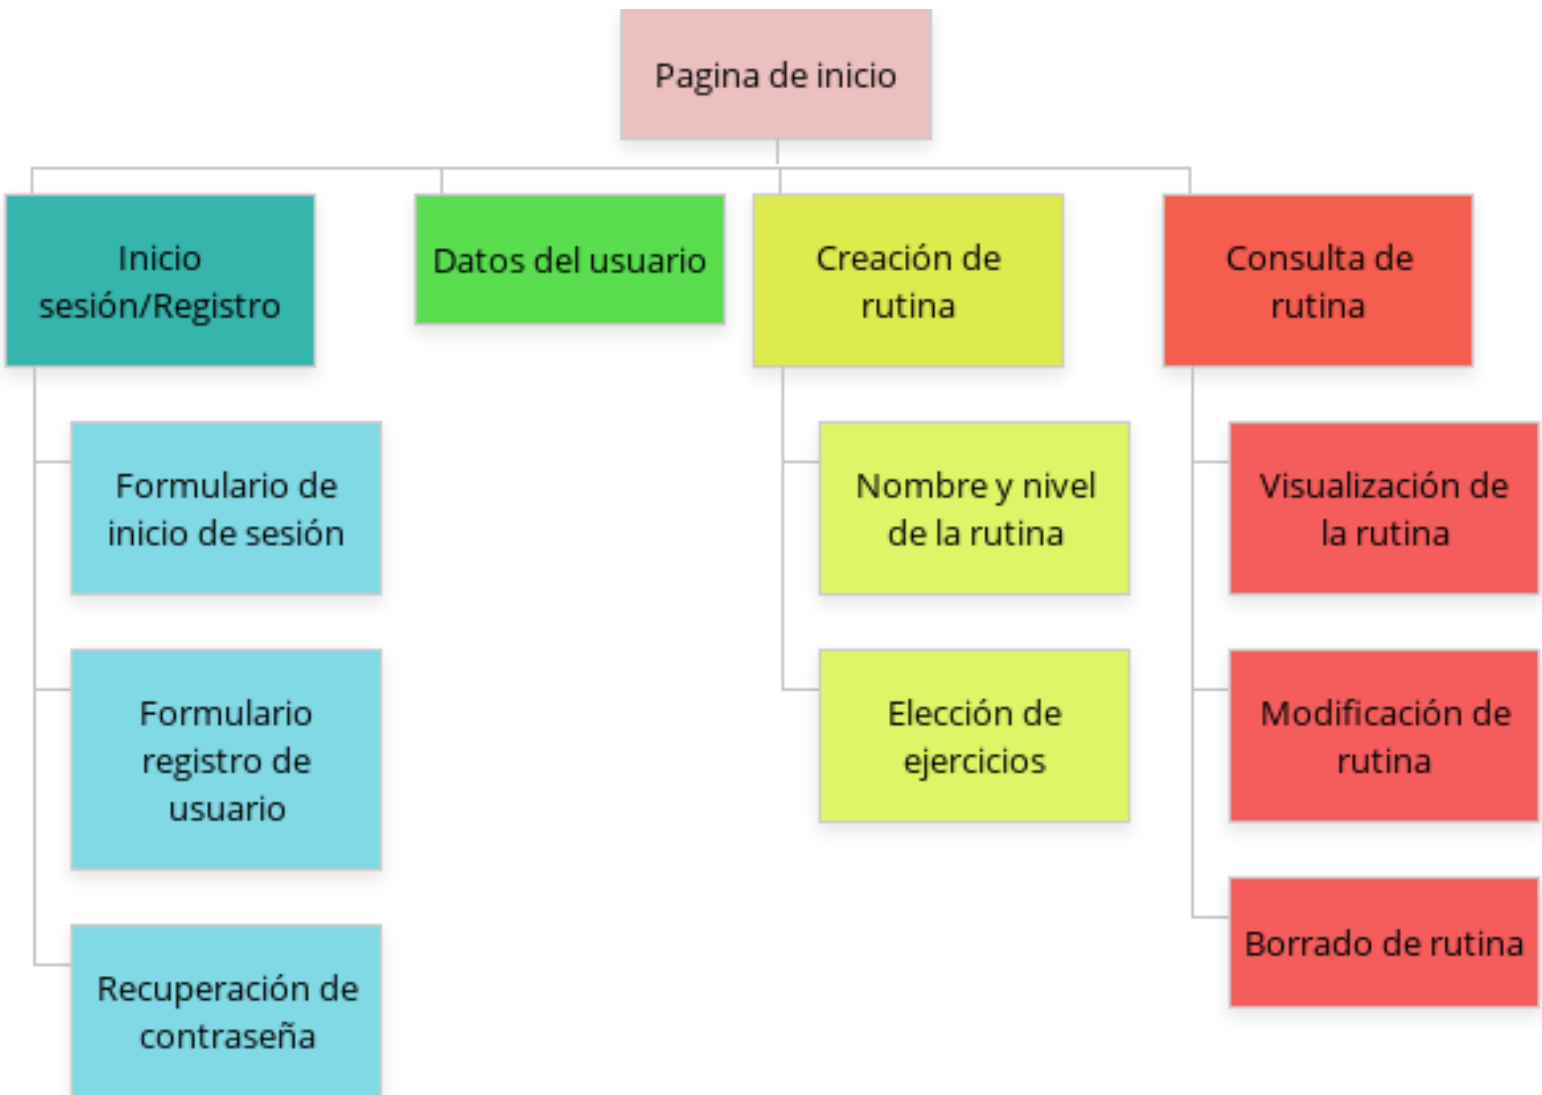 Pagina de inicio
Inicio
sesión/Registro
Datos del usuario
Creación de
rutina
Consulta de
rutina
Formulario de
inicio de sesión
Nombre y nivel
de la rutina
Visualización de
la rutina
Formulario
registro de
usuario
Elección de
ejercicios
Modificación de
rutina
Recuperación de
contraseña
Borrado de rutina